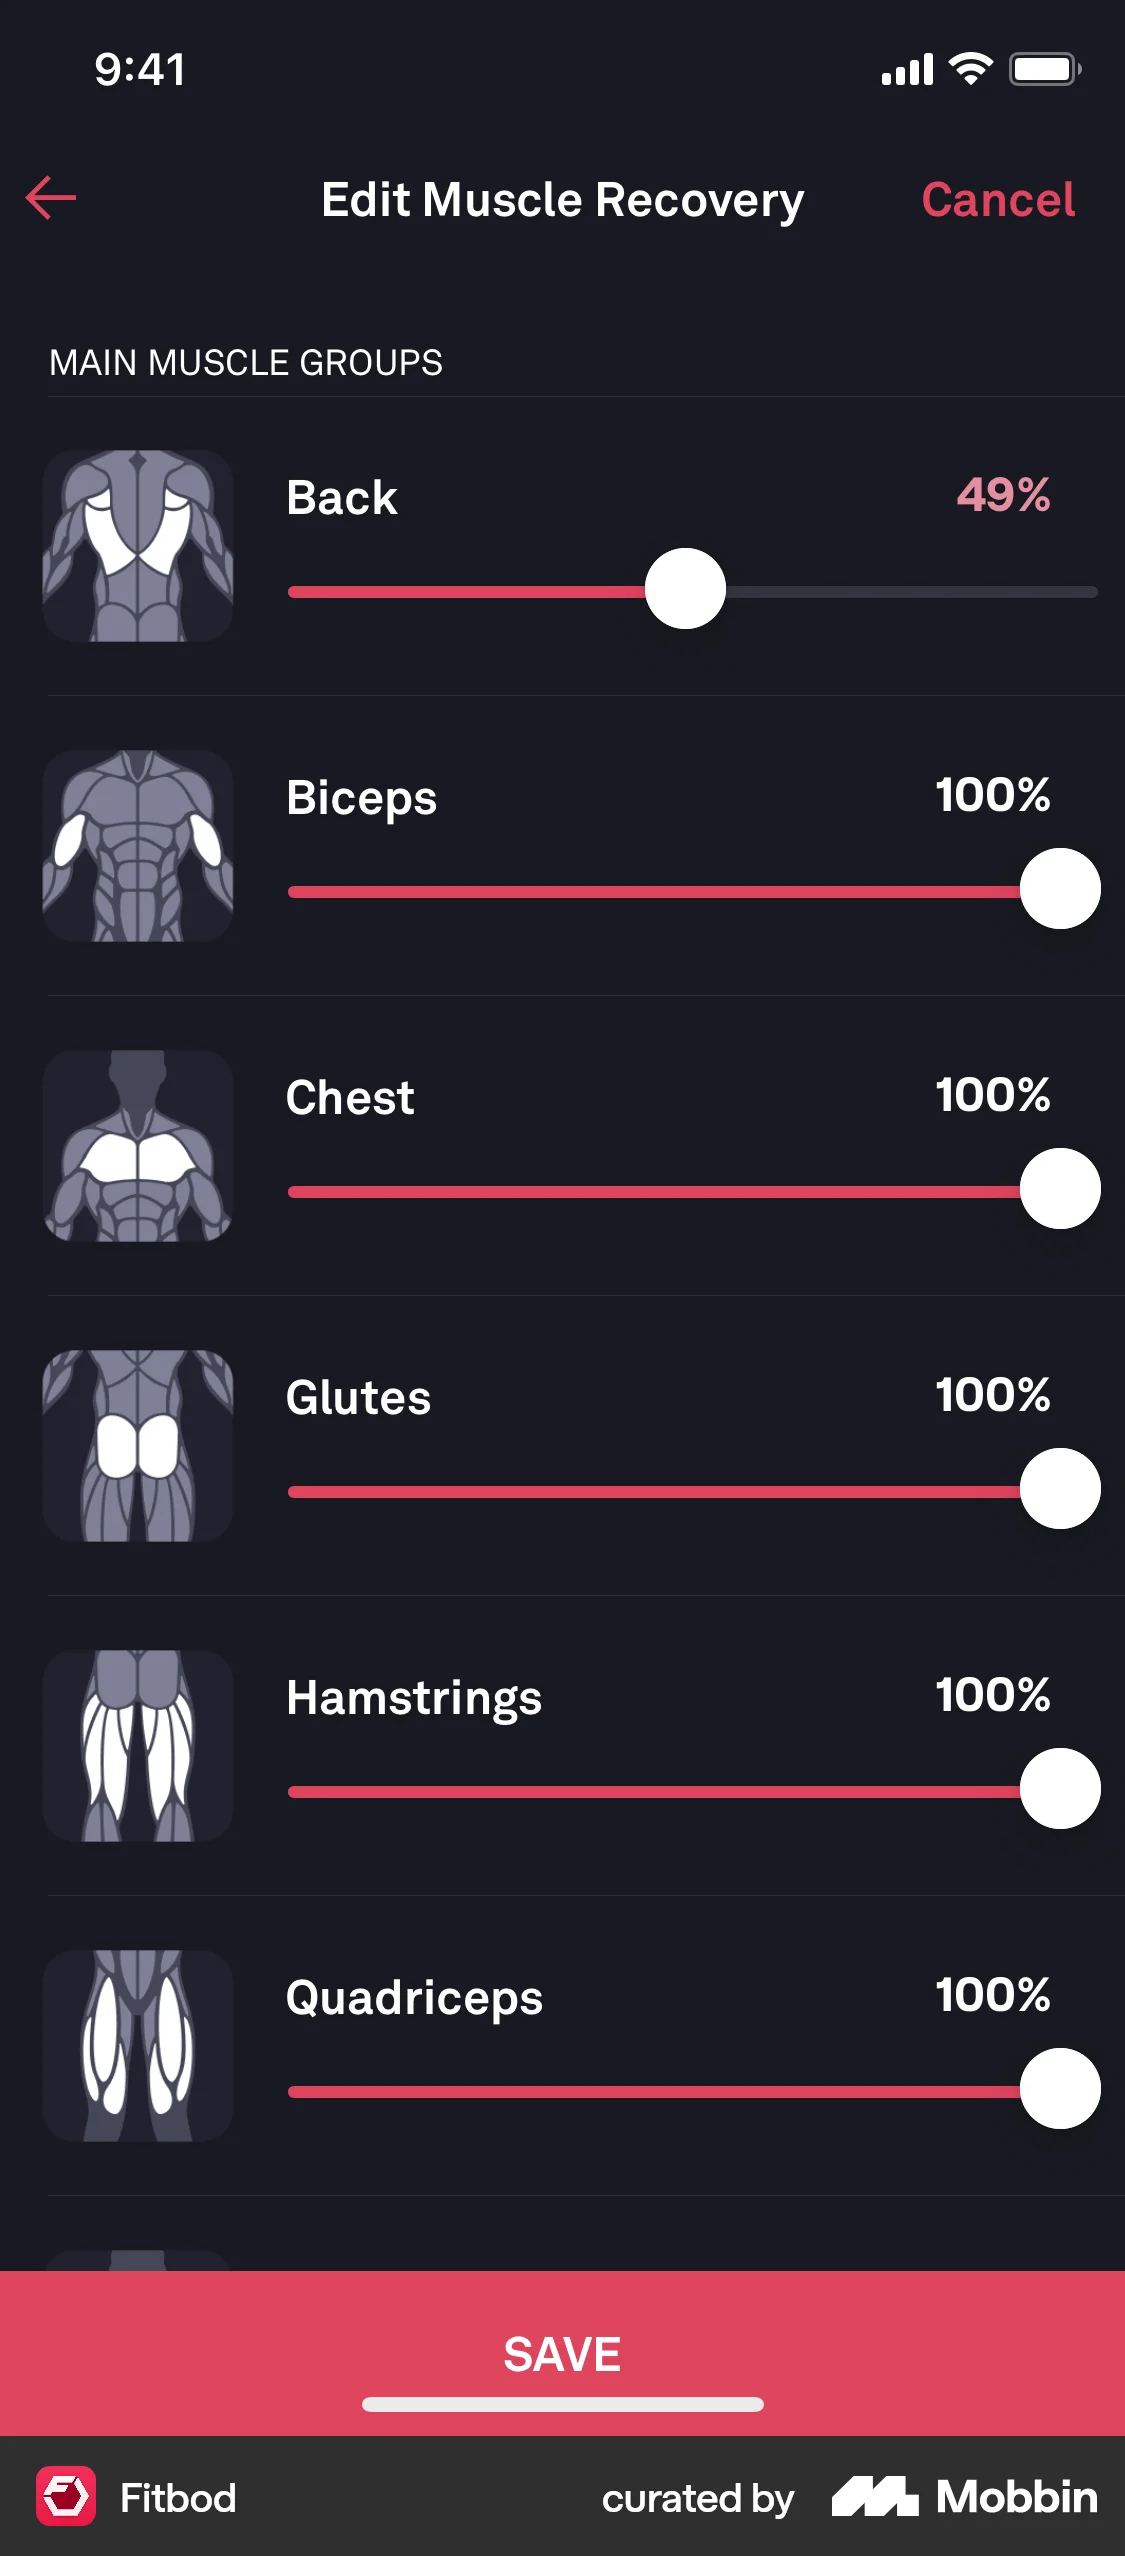 9:41
Edit Muscle Recovery
Cancel
MAIN MUSCLE GROUPS
Back
49%
Biceps
100%
Chest
100%
Glutes
100%
Hamstrings
100%
Quadriceps
100%
SAVE
Fitbod
curated by
Mobbin